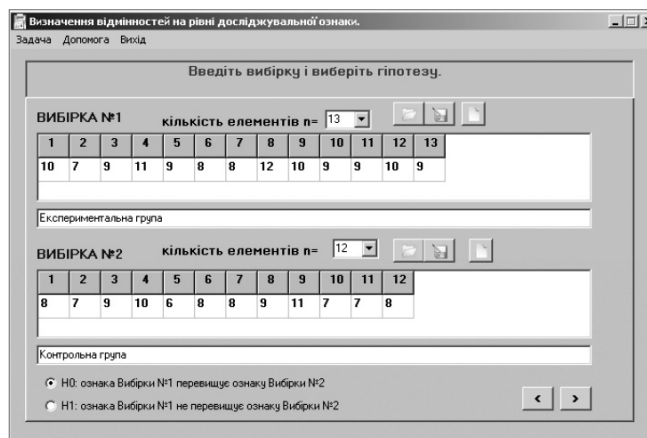 Визначення відмінностей на рівні досліджувальної ознаки.
Задача Допомога Вихід
Введіть вибірку і виберіть гіпотезу.
ВИБІРКА №1 кількість елементів n= 13
1 2 3 4 5 6 7 8 9 10 11 12 13
10 7 9 11 9 8 8 12 10 9 9 10 9
Експериментальна група
ВИБІРКА №2 кількість елементів n= 12
1 2 3 4 5 6 7 8 9 10 11 12
8 7 9 10 6 8 8 9 11 7 7 8
Контрольна група
H0: ознака Вибірки №1 перевищує ознаку Вибірки №2
H1: ознака Вибірки №1 не перевищує ознаку Вибірки №2